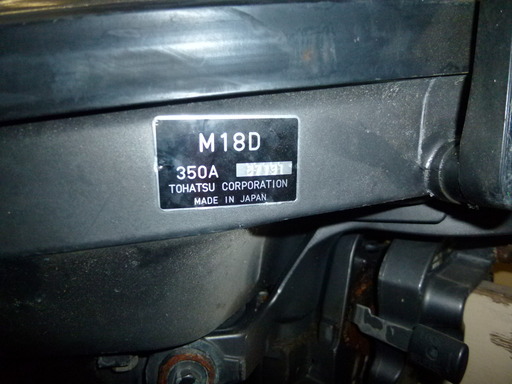 M18D
350A
TOHATSU CORPORATION
MADE IN JAPAN